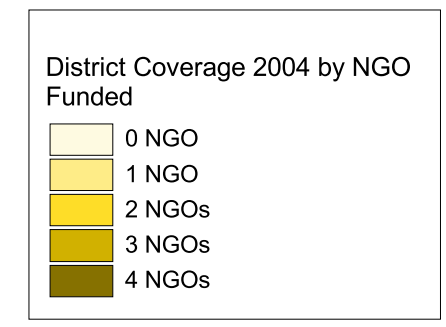 District Coverage 2004 by NGO
Funded
0 NGO
1 NGO
2 NGOs
3 NGOs
4 NGOs